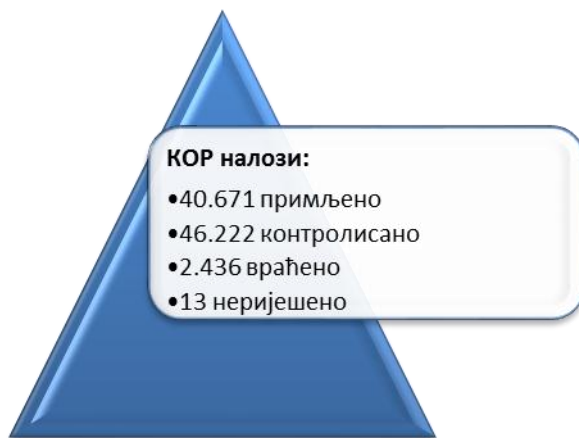 КОР налози:
•40.671 примљено
•46.222 контролисано
•2.436 враћено
•13 неријешено